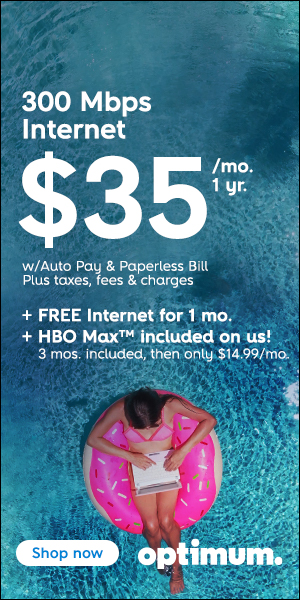 300 Mbps
Internet
$35
/mo.
1 yr.
w/Auto Pay & Paperless Bill
Plus taxes, fees & charges
+ FREE Internet for 1 mo.
+ HBO Max™ included on us!
3 mos. included, then only $14.99/mo.
Shop now
optimum.